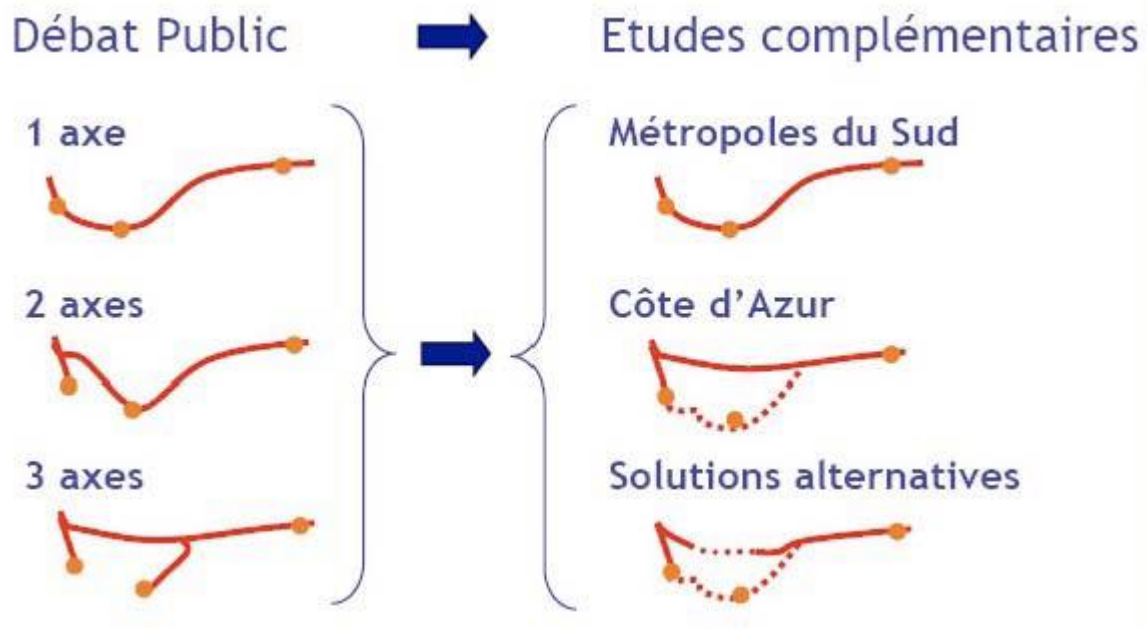 Débat Public
Etudes complémentaires
1 axe
Métropoles du Sud
2 axes
Côte d’Azur
3 axes
Solutions alternatives